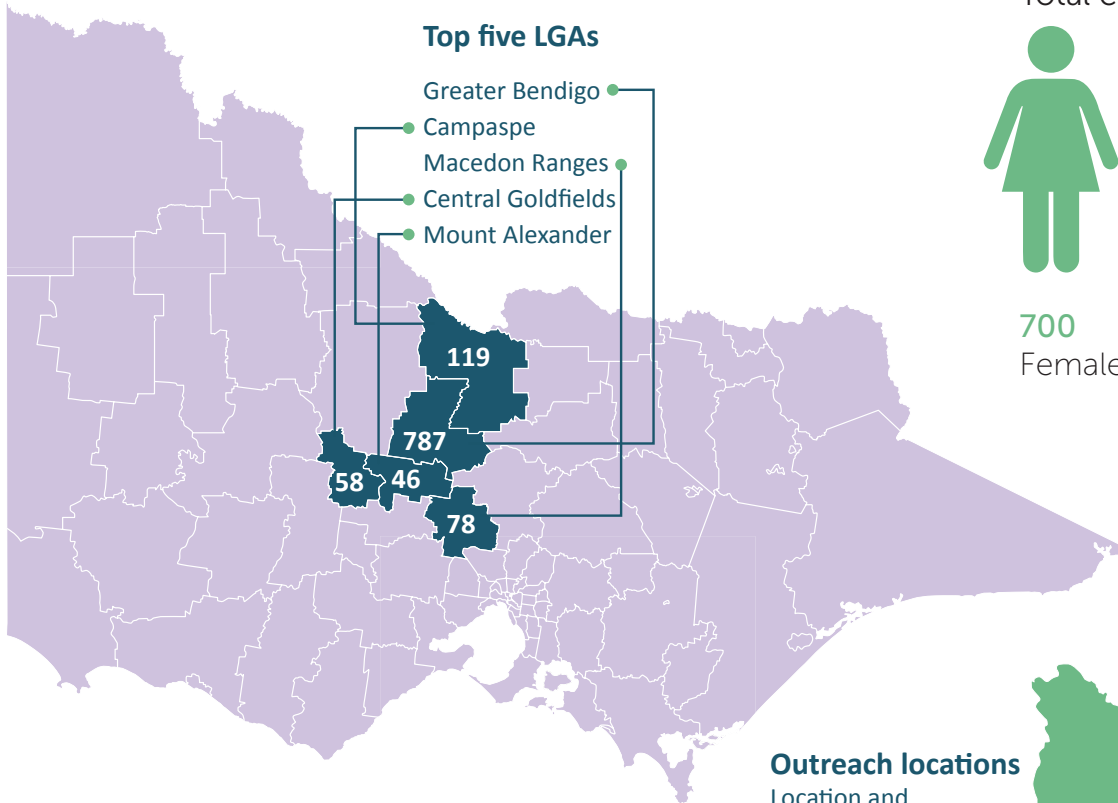 Total C
Top five LGAs
Greater Bendigo
Campaspe
Macedon Ranges
Central Goldfields
Mount Alexander
119
787
58
46
78
700
Female
Outreach locations
Location and